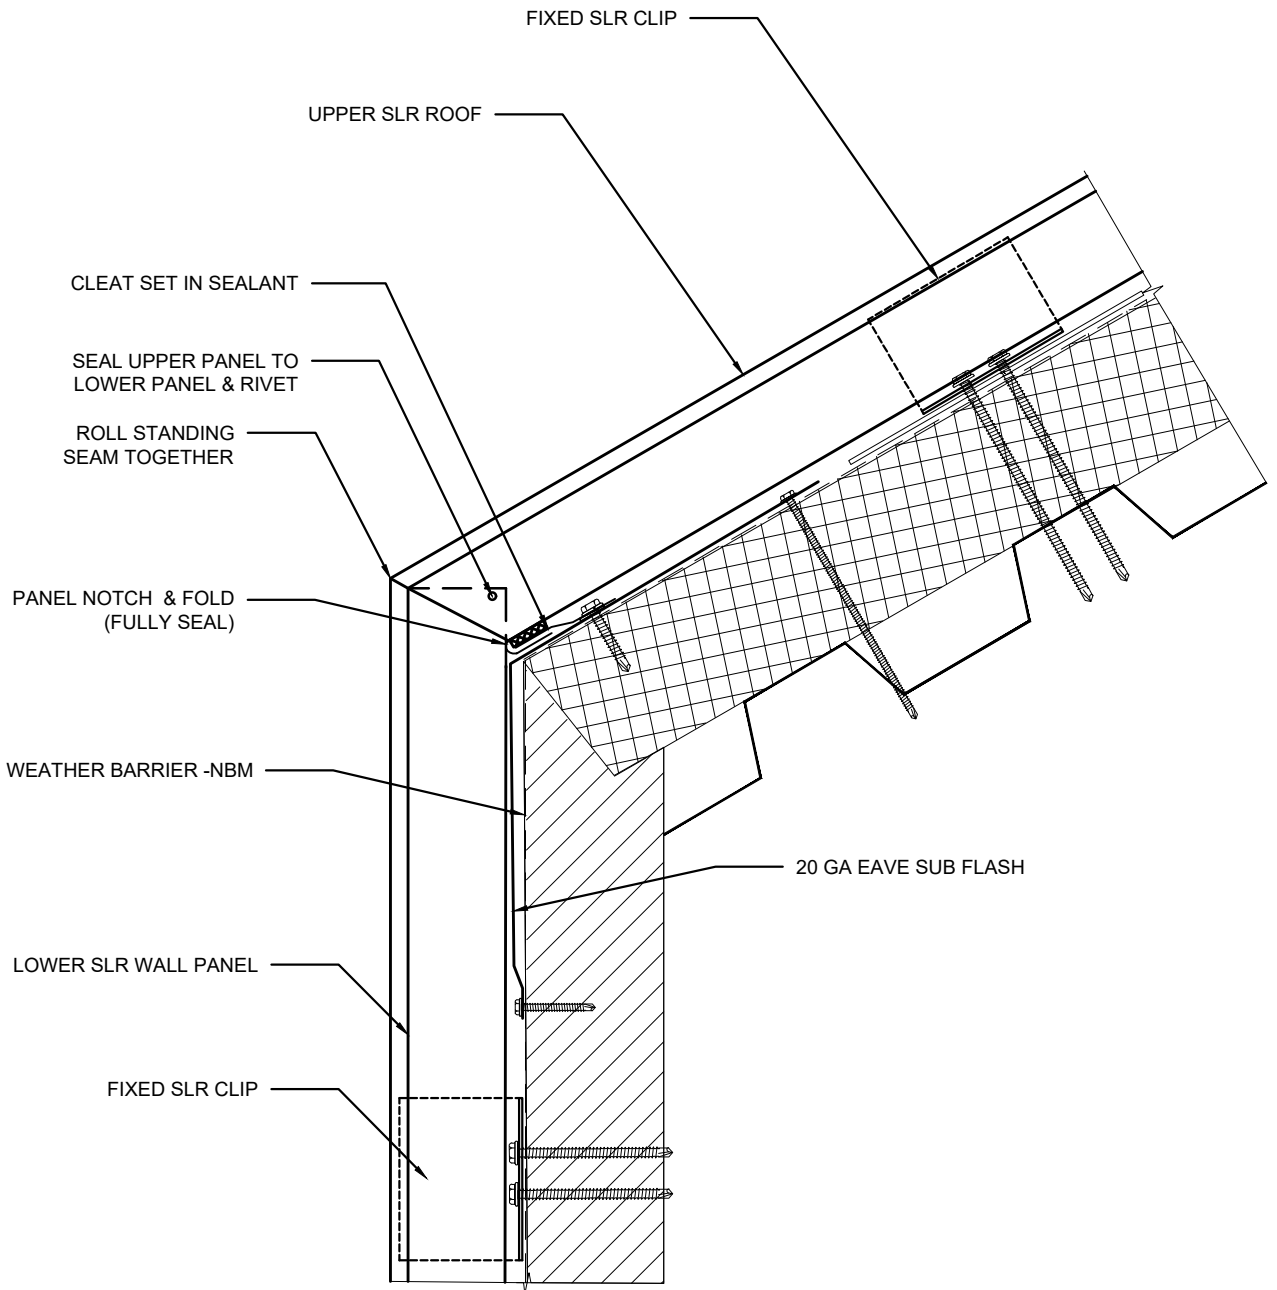 FIXED SLR CLIP
UPPER SLR ROOF
CLEAT SET IN SEALANT
SEAL UPPER PANEL TO
LOWER PANEL & RIVET
ROLL STANDING
SEAM TOGETHER
PANEL NOTCH & FOLD
(FULLY SEAL)
WEATHER BARRIER -NBM
20 GA EAVE SUB FLASH
LOWER SLR WALL PANEL
FIXED SLR CLIP